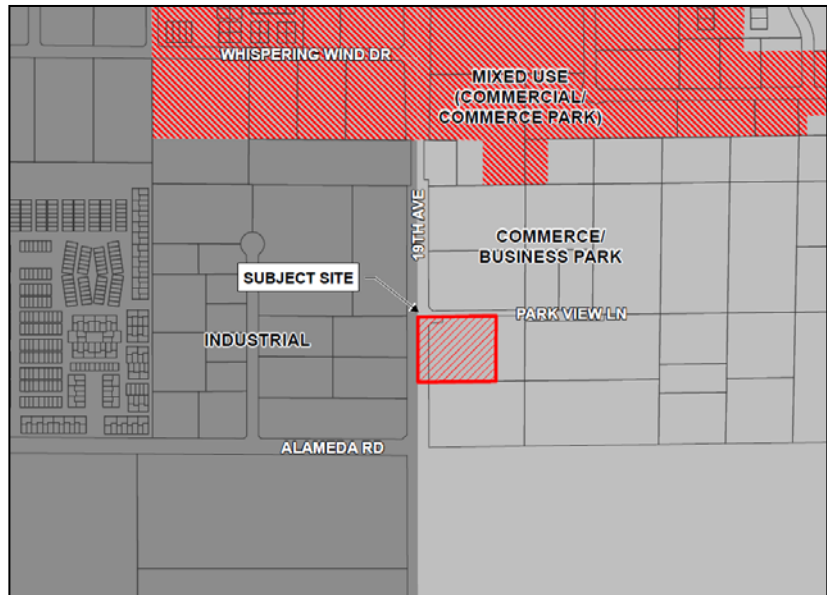 WHISPERING WIND DR
MIXED USE
(COMMERCIAL/
COMMERCE PARK)
19TH AVE
COMMERCE/
BUSINESS PARK
SUBJECT SITE
PARK VIEW LN
INDUSTRIAL
ALAMEDA RD